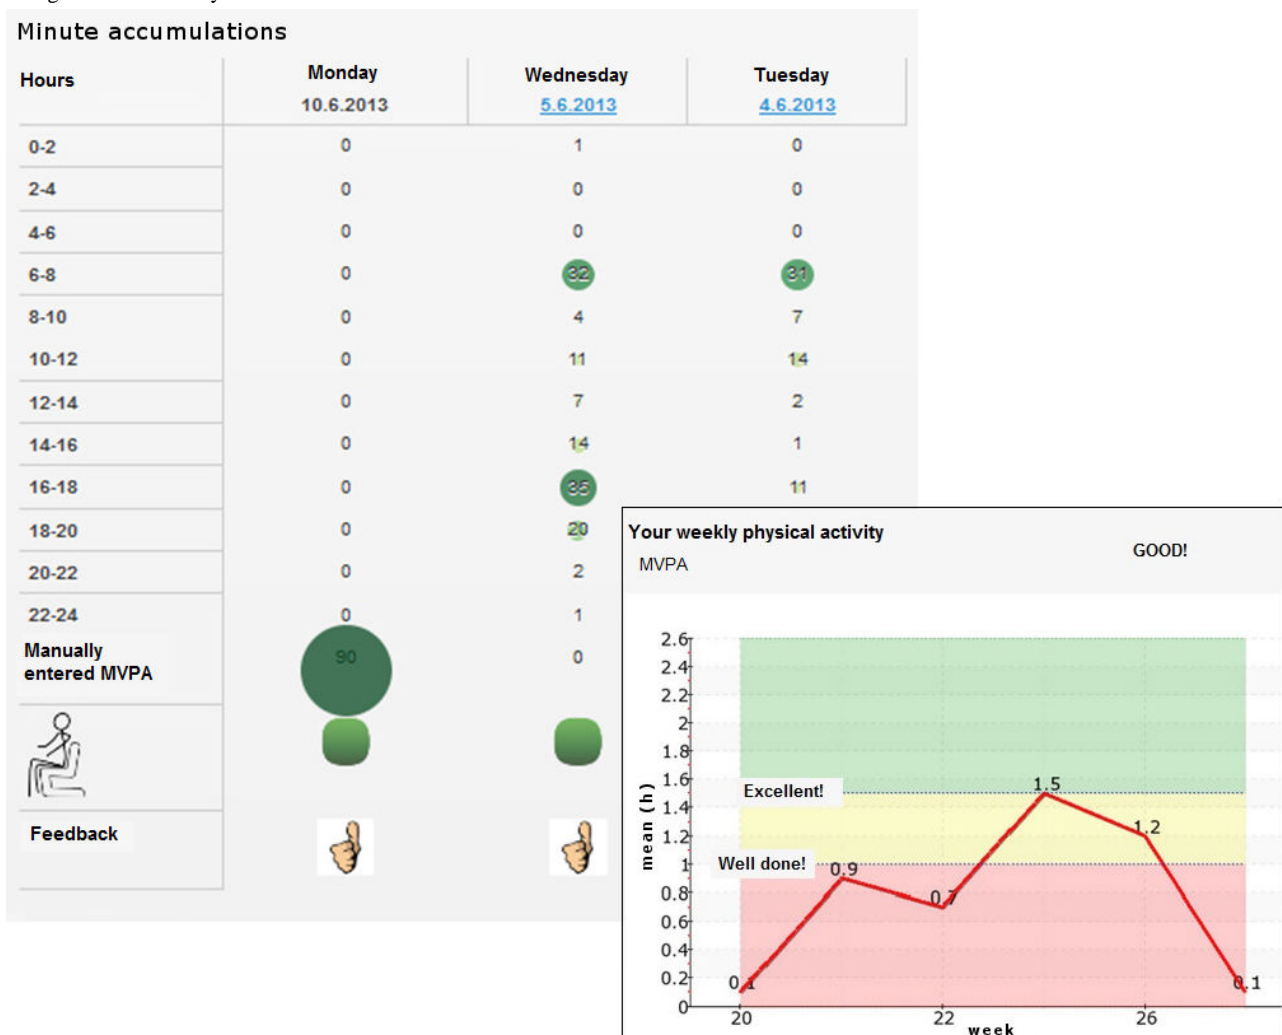 Minute accumulations
Hours Monday Wednesday Tuesday
10.6.2013 5.6.2013 4.6.2013
0-2 0 1 0
2-4 0 0 0
4-6 0 0 0
6-8 0 32 31
8-10 0 4 7
10-12 0 11 14
12-14 0 7 2
14-16 0 14 1
16-18 0 35 11
18-20 0 20
20-22 0 2
22-24 0 1
Manually
entered MVPA 90 0
Feedback
Your weekly physical activity
MVPA
GOOD!
mean (h)
2.6
2.4
2.2
2
1.8
1.6
1.4
1.2
1
0.8
0.6
0.4
0.2
0
Excellent!
Well done!
0.1
0.9
0.7
1.5
1.2
0.1
20 22 26
week